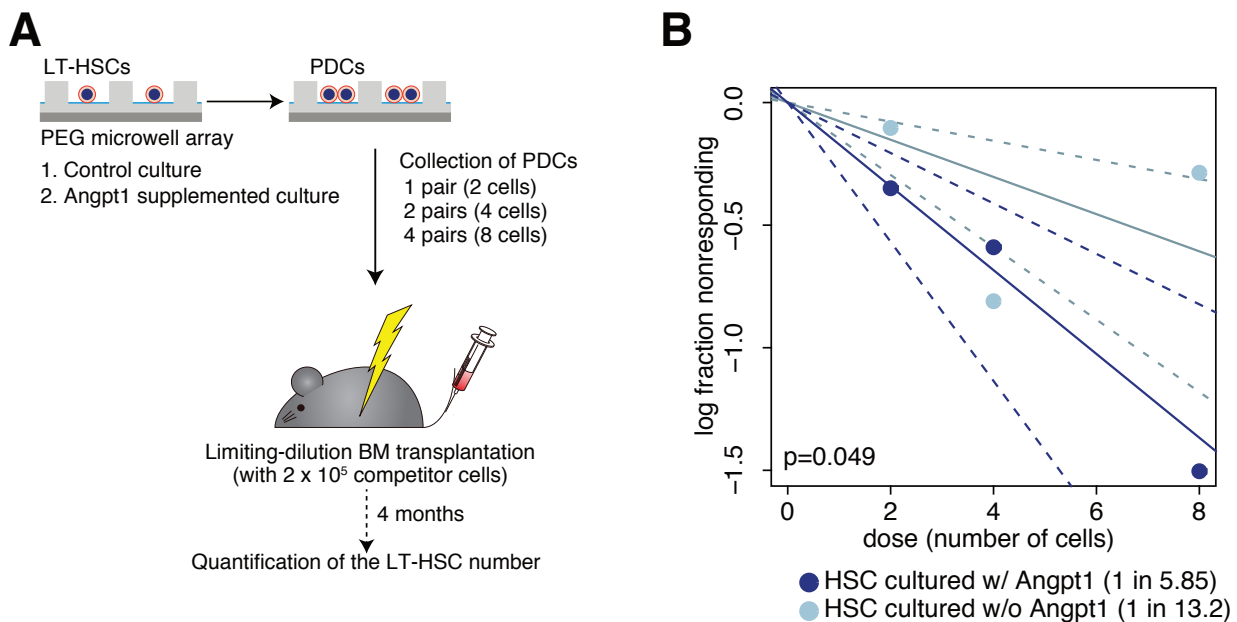 A
LT-HSCs
PDCs
PEG microwell array
1. Control culture
2. Angpt1 supplemented culture
Collection of PDCs
1 pair (2 cells)
2 pairs (4 cells)
4 pairs (8 cells)
Limiting-dilution BM transplantation
(with 2 x 10⁵ competitor cells)
4 months
Quantification of the LT-HSC number
B
log fraction nonresponding
0.0
−0.5
−1.0
−1.5
p=0.049
0 2 4 6 8
dose (number of cells)
HSC cultured w/ Angpt1 (1 in 5.85)
HSC cultured w/o Angpt1 (1 in 13.2)